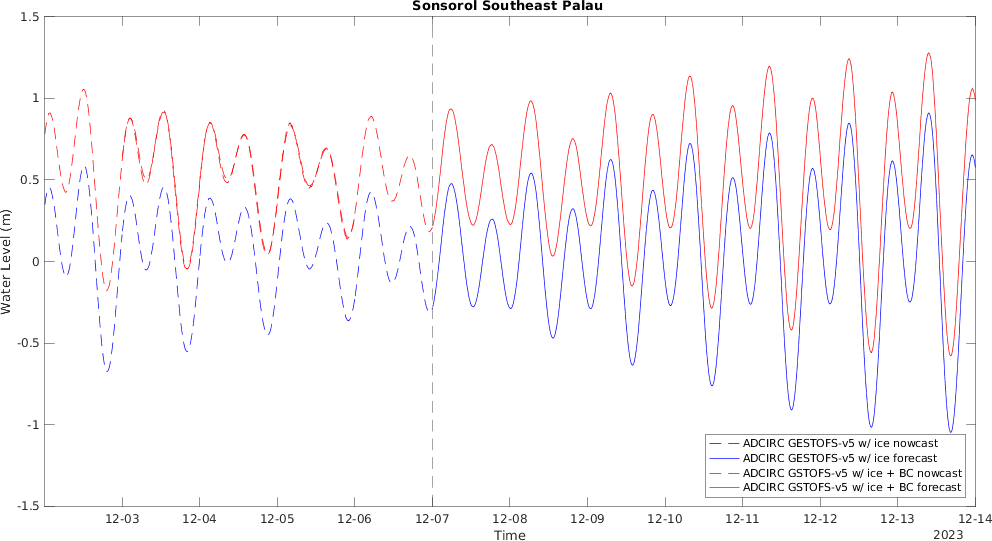 Sonsorol Southeast Palau
1.5
1
0.5
0
-0.5
-1
-1.5
Water Level (m)
ADCIRC GESTOFS-v5 w/ ice nowcast
ADCIRC GESTOFS-v5 w/ ice forecast
ADCIRC GSTOFS-v5 w/ ice + BC nowcast
ADCIRC GSTOFS-v5 w/ ice + BC forecast
12-03 12-04 12-05 12-06 12-07 12-08 12-09 12-10 12-11 12-12 12-13 12-14
Time
2023